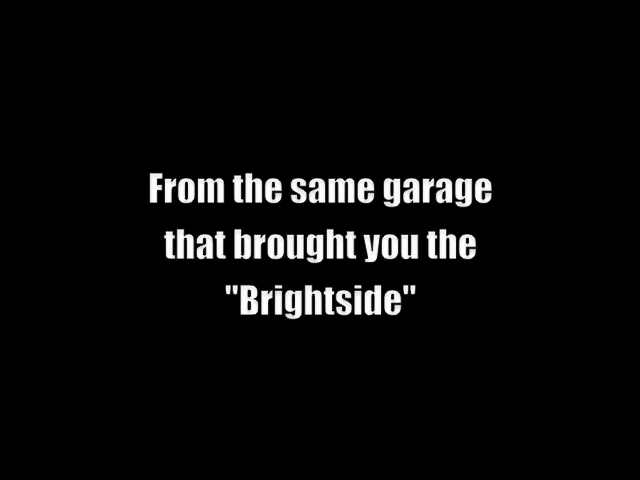 From the same garage
that brought you the
"Brightside"